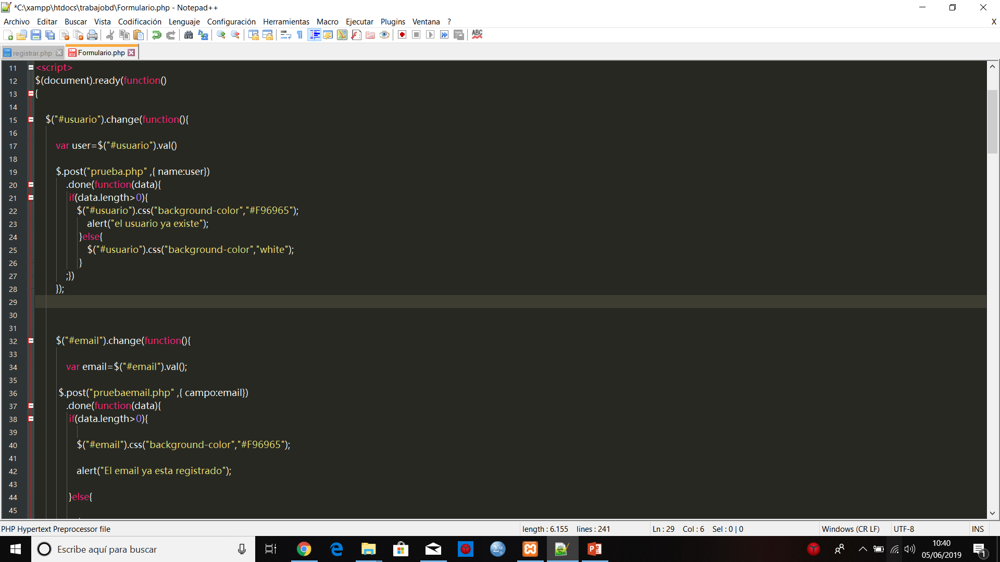 *C:\xampp\htdocs\trabajobd\Formulario.php - Notepad++
Archivo Editar Buscar Vista Codificación Lenguaje Configuración Herramientas Macro Ejecutar Plugins Ventana ? X
ABC
registrar.php Formulario.php
11 <script>
12 $(document).ready(function()
13 {
14
15 $("#usuario").change(function(){
16
17 var user=$("#usuario").val()
18
19 $.post("prueba.php" ,{ name:user})
20 .done(function(data){
21 if(data.length>0){
22 $("#usuario").css("background-color","#F96965");
23 alert("el usuario ya existe");
24 }else{
25 $("#usuario").css("background-color","white");
26 }
27 ;})
28 });
29
30
31
32 $("#email").change(function(){
33
34 var email=$("#email").val();
35
36 $.post("pruebaemail.php" ,{ campo:email})
37 .done(function(data){
38 if(data.length>0){
39
40 $("#email").css("background-color","#F96965");
41
42 alert("El email ya esta registrado");
43
44 }else{
45
PHP Hypertext Preprocessor file length : 6.155 lines : 241 Ln : 29 Col : 6 Sel : 0 | 0 Windows (CR LF) UTF-8 INS
Escribe aquí para buscar
10:40
05/06/2019
1